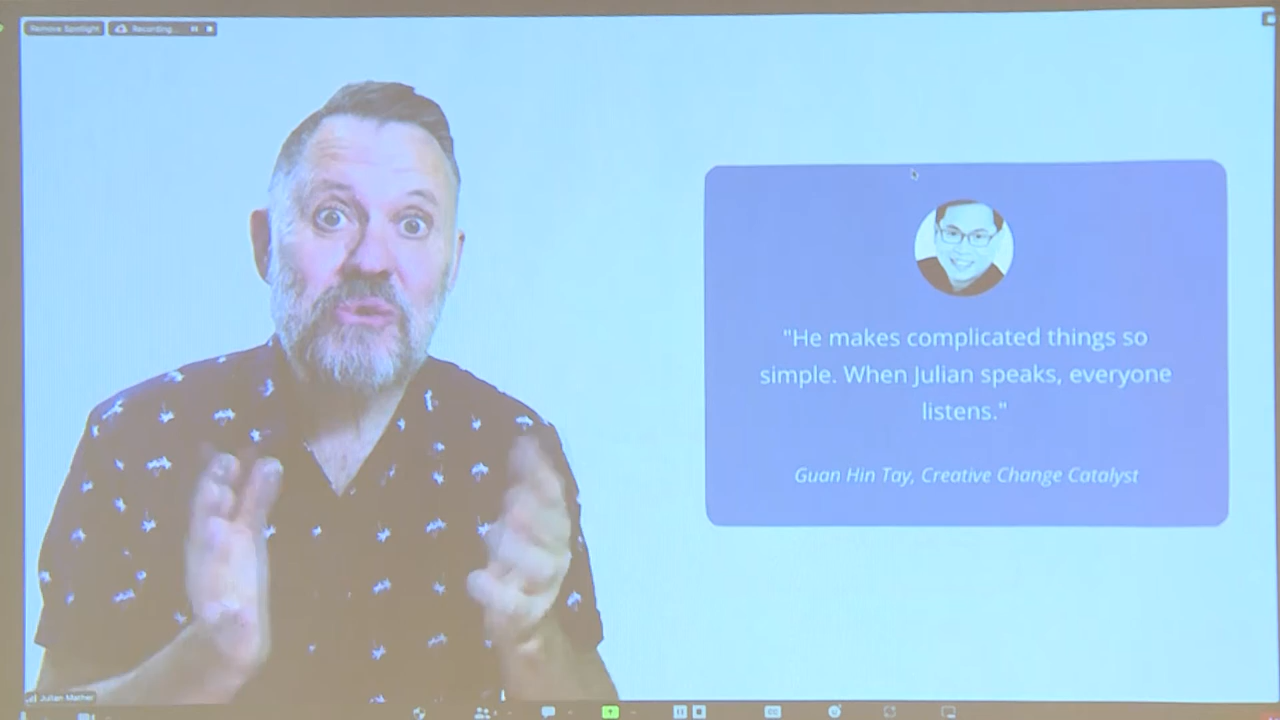 Remove Spotlight
Recording...
"He makes complicated things so
simple. When Julian speaks, everyone
listens."
Guan Hin Tay, Creative Change Catalyst
Julian Mather
CC